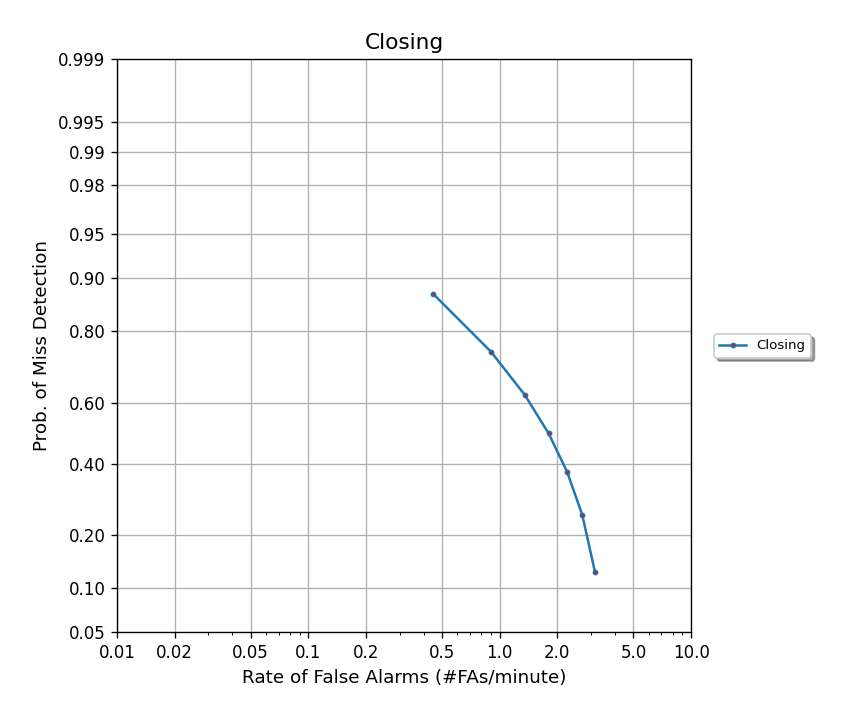 Closing
0.999
0.995
0.99
0.98
0.95
0.90
0.80
0.60
0.40
0.20
0.10
0.05
Prob. of Miss Detection
Closing
0.01 0.02 0.05 0.1 0.2 0.5 1.0 2.0 5.0 10.0
Rate of False Alarms (#FAs/minute)